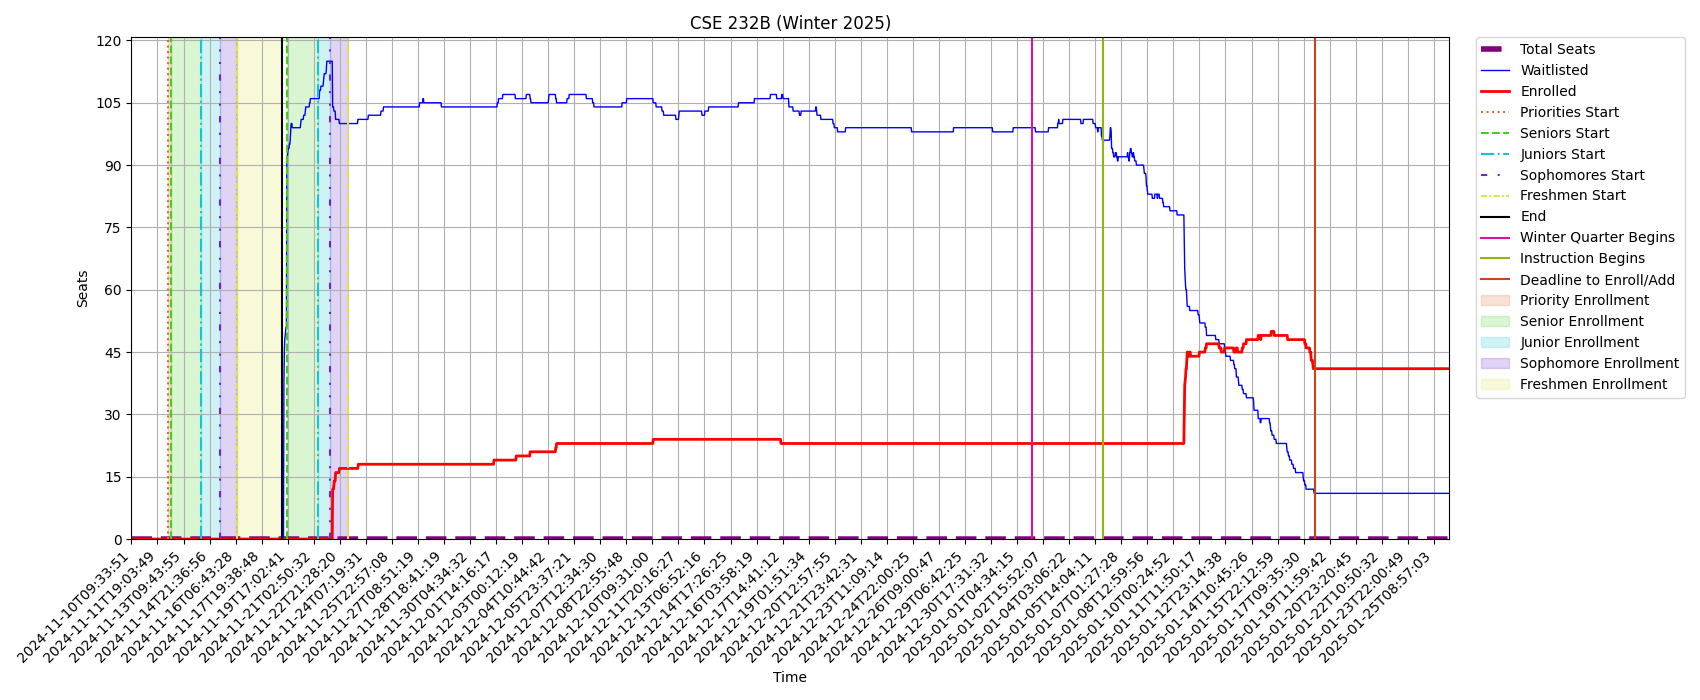 CSE 232B (Winter 2025)
120
105
90
75
60
45
30
15
0
Seats
2024-11-10T09:33:51
2024-11-11T19:03:49
2024-11-13T09:43:55
2024-11-14T21:36:56
2024-11-16T06:43:28
2024-11-17T19:38:48
2024-11-19T17:02:41
2024-11-21T02:50:32
2024-11-22T21:28:20
2024-11-24T07:19:31
2024-11-25T22:57:08
2024-11-27T08:51:19
2024-11-28T18:41:19
2024-11-30T04:34:32
2024-12-01T14:16:17
2024-12-03T00:12:19
2024-12-04T10:44:42
2024-12-05T23:37:21
2024-12-07T12:34:30
2024-12-08T22:55:48
2024-12-10T09:31:00
2024-12-11T20:16:27
2024-12-13T06:52:16
2024-12-14T17:26:25
2024-12-16T03:58:19
2024-12-17T14:41:12
2024-12-19T01:51:34
2024-12-20T12:57:55
2024-12-21T23:42:31
2024-12-23T11:09:14
2024-12-24T22:00:25
2024-12-26T09:00:47
2024-12-29T06:42:25
2024-12-30T17:31:32
2025-01-01T04:34:15
2025-01-02T15:52:07
2025-01-04T03:06:22
2025-01-05T14:04:11
2025-01-07T01:27:28
2025-01-08T12:59:56
2025-01-10T00:24:52
2025-01-11T11:50:17
2025-01-12T23:14:38
2025-01-14T10:45:26
2025-01-15T22:12:59
2025-01-17T09:35:30
2025-01-19T11:59:42
2025-01-20T23:20:45
2025-01-22T10:50:32
2025-01-23T22:00:49
2025-01-25T08:57:03
Time
Total Seats
Waitlisted
Enrolled
Priorities Start
Seniors Start
Juniors Start
Sophomores Start
Freshmen Start
End
Winter Quarter Begins
Instruction Begins
Deadline to Enroll/Add
Priority Enrollment
Senior Enrollment
Junior Enrollment
Sophomore Enrollment
Freshmen Enrollment